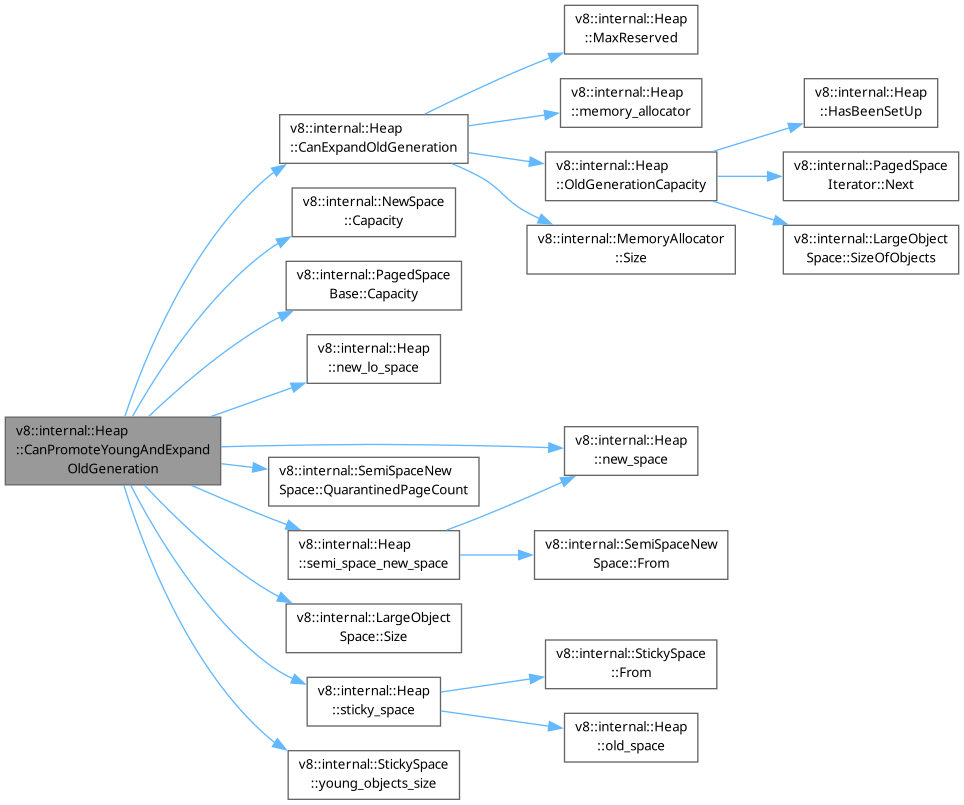 v8::internal::Heap
::MaxReserved
v8::internal::Heap
::memory_allocator
v8::internal::Heap
::HasBeenSetUp
v8::internal::Heap
::CanExpandOldGeneration
v8::internal::Heap
::OldGenerationCapacity
v8::internal::PagedSpace
Iterator::Next
v8::internal::NewSpace
::Capacity
v8::internal::MemoryAllocator
::Size
v8::internal::LargeObject
Space::SizeOfObjects
v8::internal::PagedSpace
Base::Capacity
v8::internal::Heap
::new_lo_space
v8::internal::Heap
::CanPromoteYoungAndExpand
OldGeneration
v8::internal::Heap
::new_space
v8::internal::SemiSpaceNew
Space::QuarantinedPageCount
v8::internal::Heap
::semi_space_new_space
v8::internal::SemiSpaceNew
Space::From
v8::internal::LargeObject
Space::Size
v8::internal::StickySpace
::From
v8::internal::Heap
::sticky_space
v8::internal::Heap
::old_space
v8::internal::StickySpace
::young_objects_size